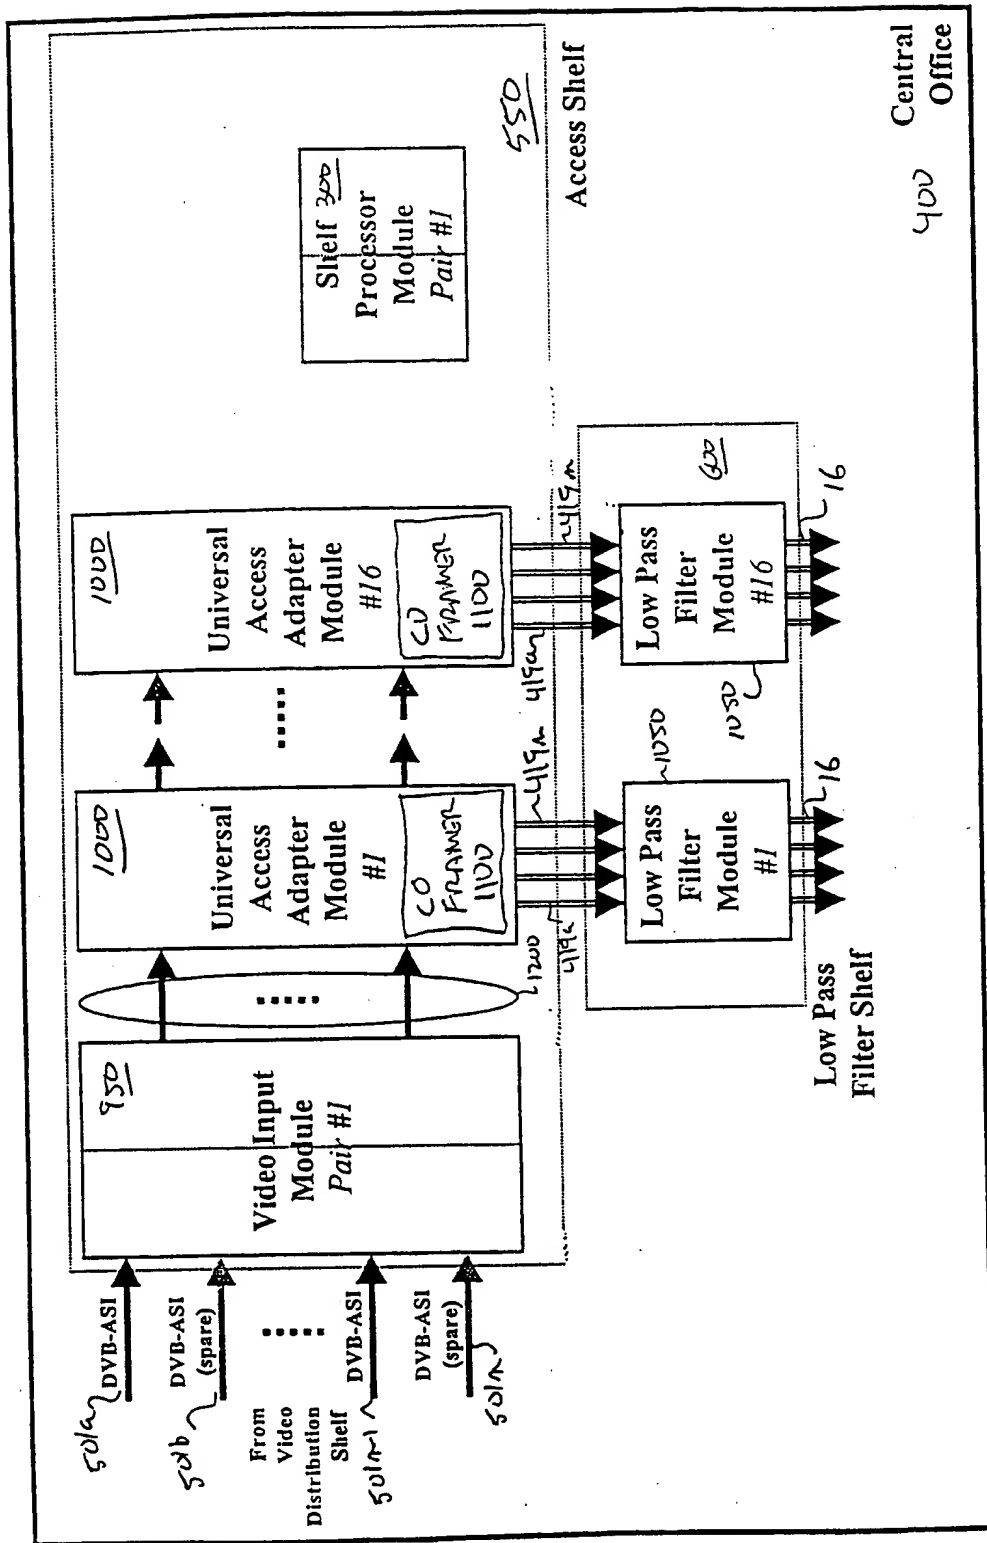 501a
DVB-ASI
501b
DVB-ASI
(spare)
From
Video
Distribution
Shelf
DVB-ASI
501n-1
DVB-ASI
(spare)
501n
950
Video Input
Module
Pair #1
1200
1000
Universal
Access
Adapter
Module
#1
CO
FRAMER
1100
1000
Universal
Access
Adapter
Module
#16
CO
FRAMER
1100
Shelf 300
Processor
Module
Pair #1
550
Access Shelf
419a
419n
419a
419n
1050
Low Pass
Filter
Module
#1
16
1050
600
Low Pass
Filter
Module
#16
16
Low Pass
Filter Shelf
400
Central
Office